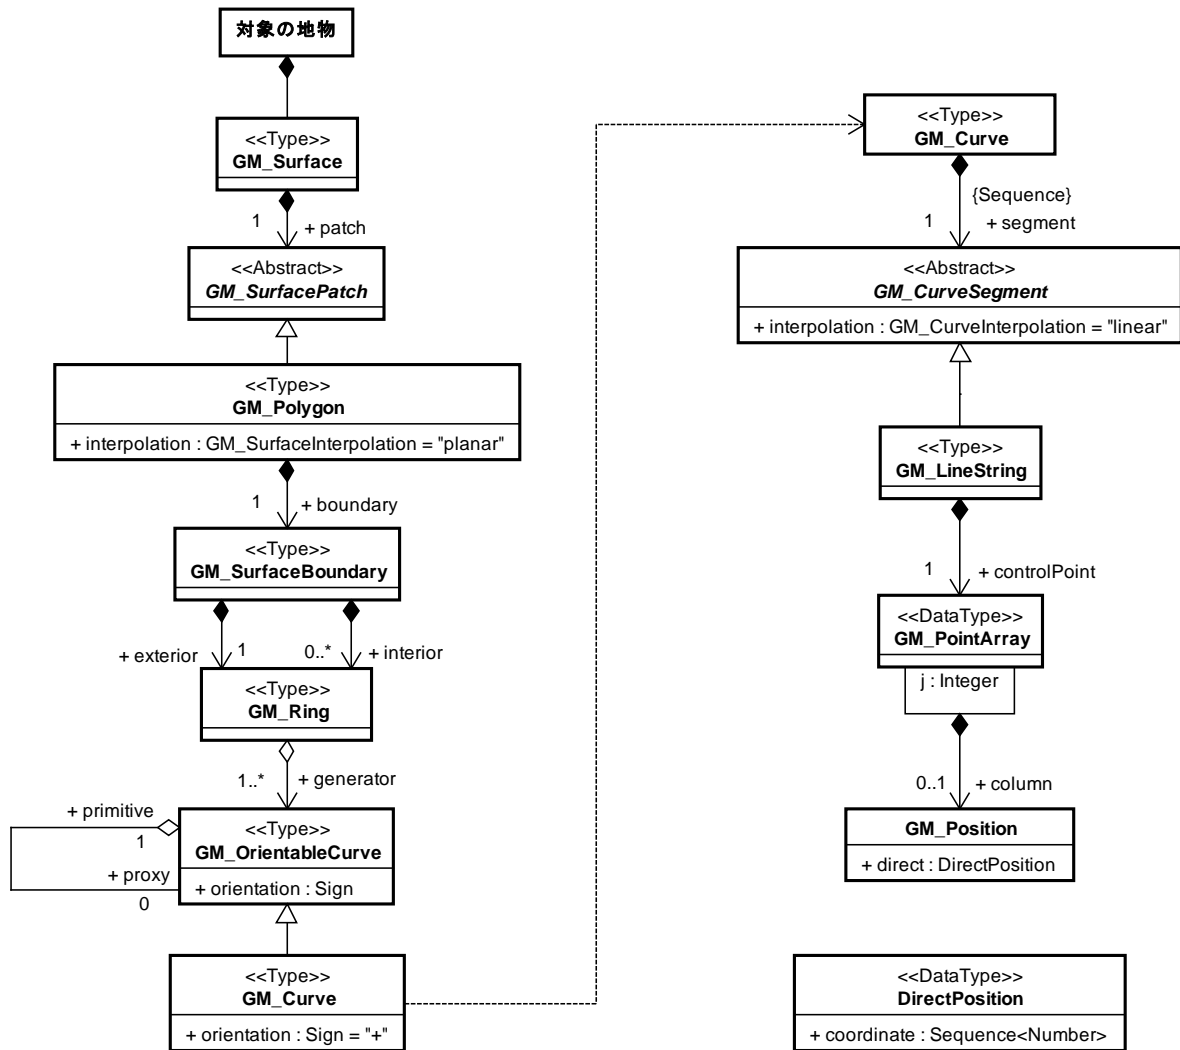 対象の地物
<<Type>>
GM_Surface
1
+ patch
<<Abstract>>
GM_SurfacePatch
<<Type>>
GM_Polygon
+ interpolation : GM_SurfaceInterpolation = "planar"
1
+ boundary
<<Type>>
GM_SurfaceBoundary
+ exterior
1
0..*
+ interior
<<Type>>
GM_Ring
1..*
+ generator
+ primitive
1
+ proxy
0
<<Type>>
GM_OrientableCurve
+ orientation : Sign
<<Type>>
GM_Curve
+ orientation : Sign = "+"
<<Type>>
GM_Curve
{Sequence}
1
+ segment
<<Abstract>>
GM_CurveSegment
+ interpolation : GM_CurveInterpolation = "linear"
<<Type>>
GM_LineString
1
+ controlPoint
<<DataType>>
GM_PointArray
j : Integer
0..1
+ column
GM_Position
+ direct : DirectPosition
<<DataType>>
DirectPosition
+ coordinate : Sequence<Number>